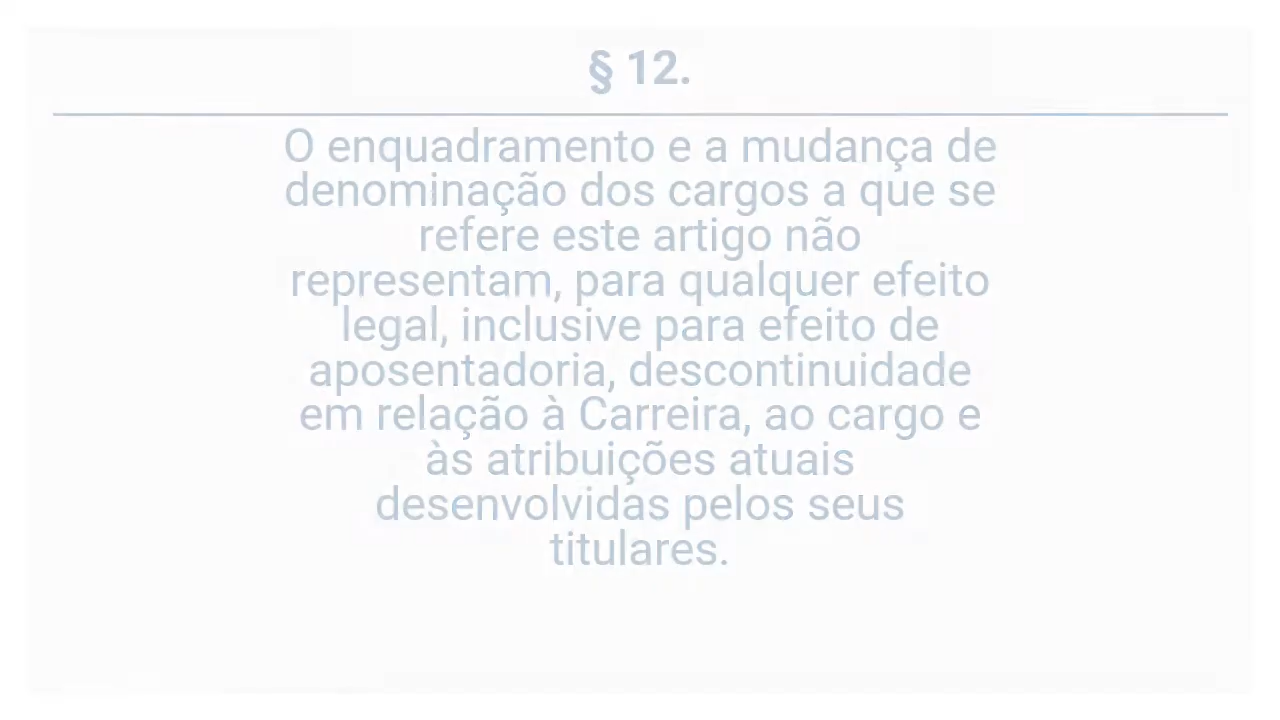 § 12.
O enquadramento e a mudança de
denominação dos cargos a que se
refere este artigo não
representam, para qualquer efeito
legal, inclusive para efeito de
aposentadoria, descontinuidade
em relação à Carreira, ao cargo e
às atribuições atuais
desenvolvidas pelos seus
titulares.